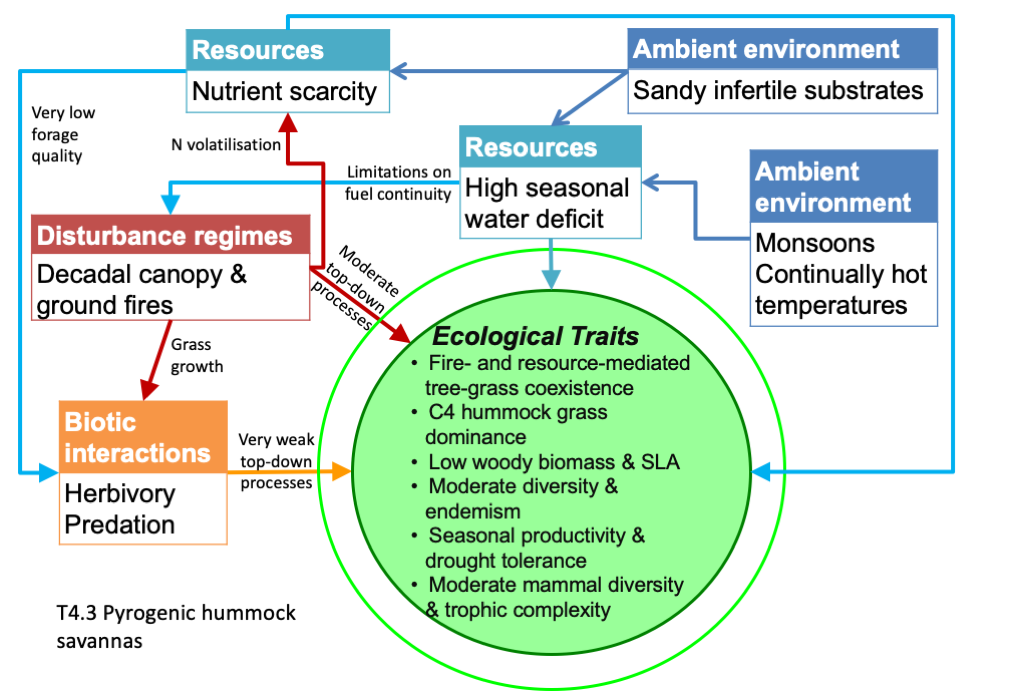 Resources
Nutrient scarcity
Ambient environment
Sandy infertile substrates
Very low
forage
quality
N volatilisation
Resources
High seasonal
water deficit
Limitations on
fuel continuity
Ambient
environment
Monsoons
Continually hot
temperatures
Disturbance regimes
Decadal canopy &
ground fires
Moderate
top-down
processes
Grass
growth
Biotic
interactions
Herbivory
Predation
Very weak
top-down
processes
Ecological Traits
• Fire- and resource-mediated
tree-grass coexistence
• C4 hummock grass
dominance
• Low woody biomass & SLA
• Moderate diversity &
endemism
• Seasonal productivity &
drought tolerance
• Moderate mammal diversity
& trophic complexity
T4.3 Pyrogenic hummock
savannas